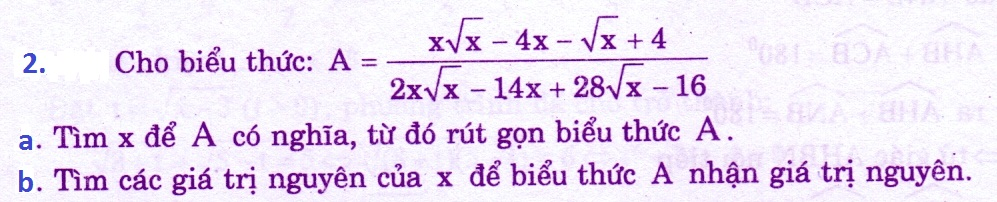 2. Cho biểu thức: A = \frac{x\sqrt{x} - 4x - \sqrt{x} + 4}{2x\sqrt{x} - 14x + 28\sqrt{x} - 16}
a. Tìm x để A có nghĩa, từ đó rút gọn biểu thức A.
b. Tìm các giá trị nguyên của x để biểu thức A nhận giá trị nguyên.